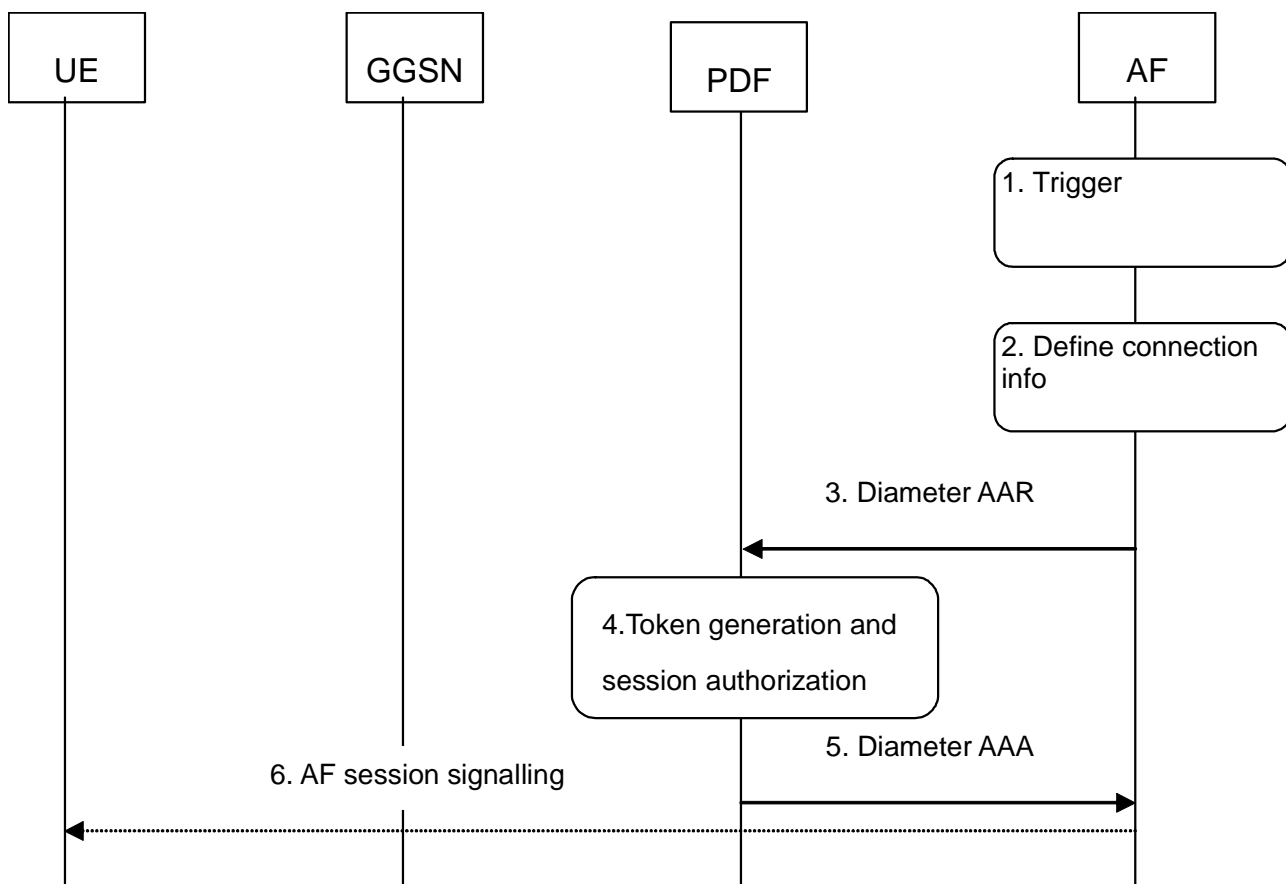 UE
GGSN
PDF
AF
1. Trigger
2. Define connection
info
3. Diameter AAR
4.Token generation and
session authorization
5. Diameter AAA
6. AF session signalling